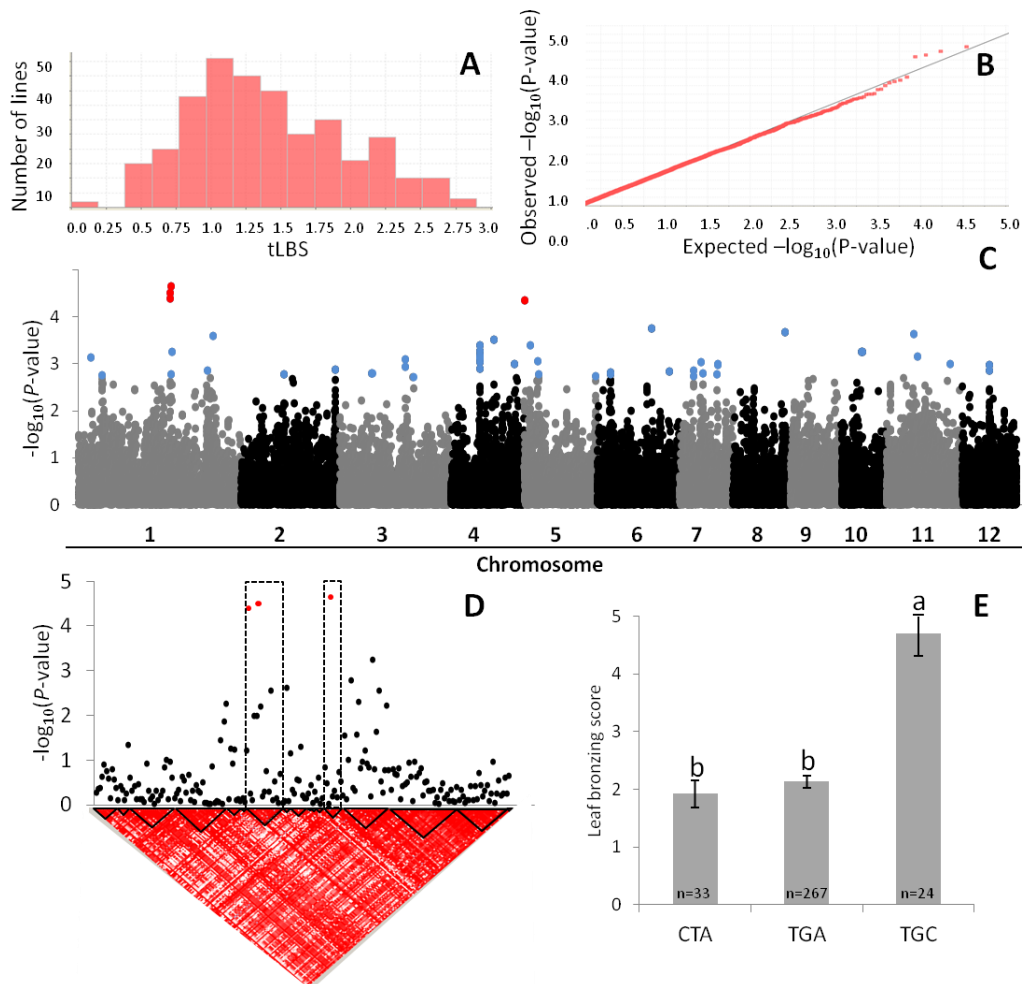 A
Number of lines
50
40
30
20
10
0.0 0.25 0.5 0.75 1.0 1.25 1.5 1.75 2.0 2.25 2.5 2.75 3.0
tLBS
B
Observed –log10(P-value)
5.0
4.0
3.0
2.0
1.0
0.0
.0 0.5 1.0 1.5 2.0 2.5 3.0 3.5 4.0 4.5 5.0
Expected –log10(P-value)
C
-log10(P-value)
4
3
2
1
0
1 2 3 4 5 6 7 8 9 10 11 12
Chromosome
D
-log10(P-value)
5
4
3
2
1
0
E
Leaf bronzing score
5
4
3
2
1
0
b b a
n=33 n=267 n=24
CTA TGA TGC